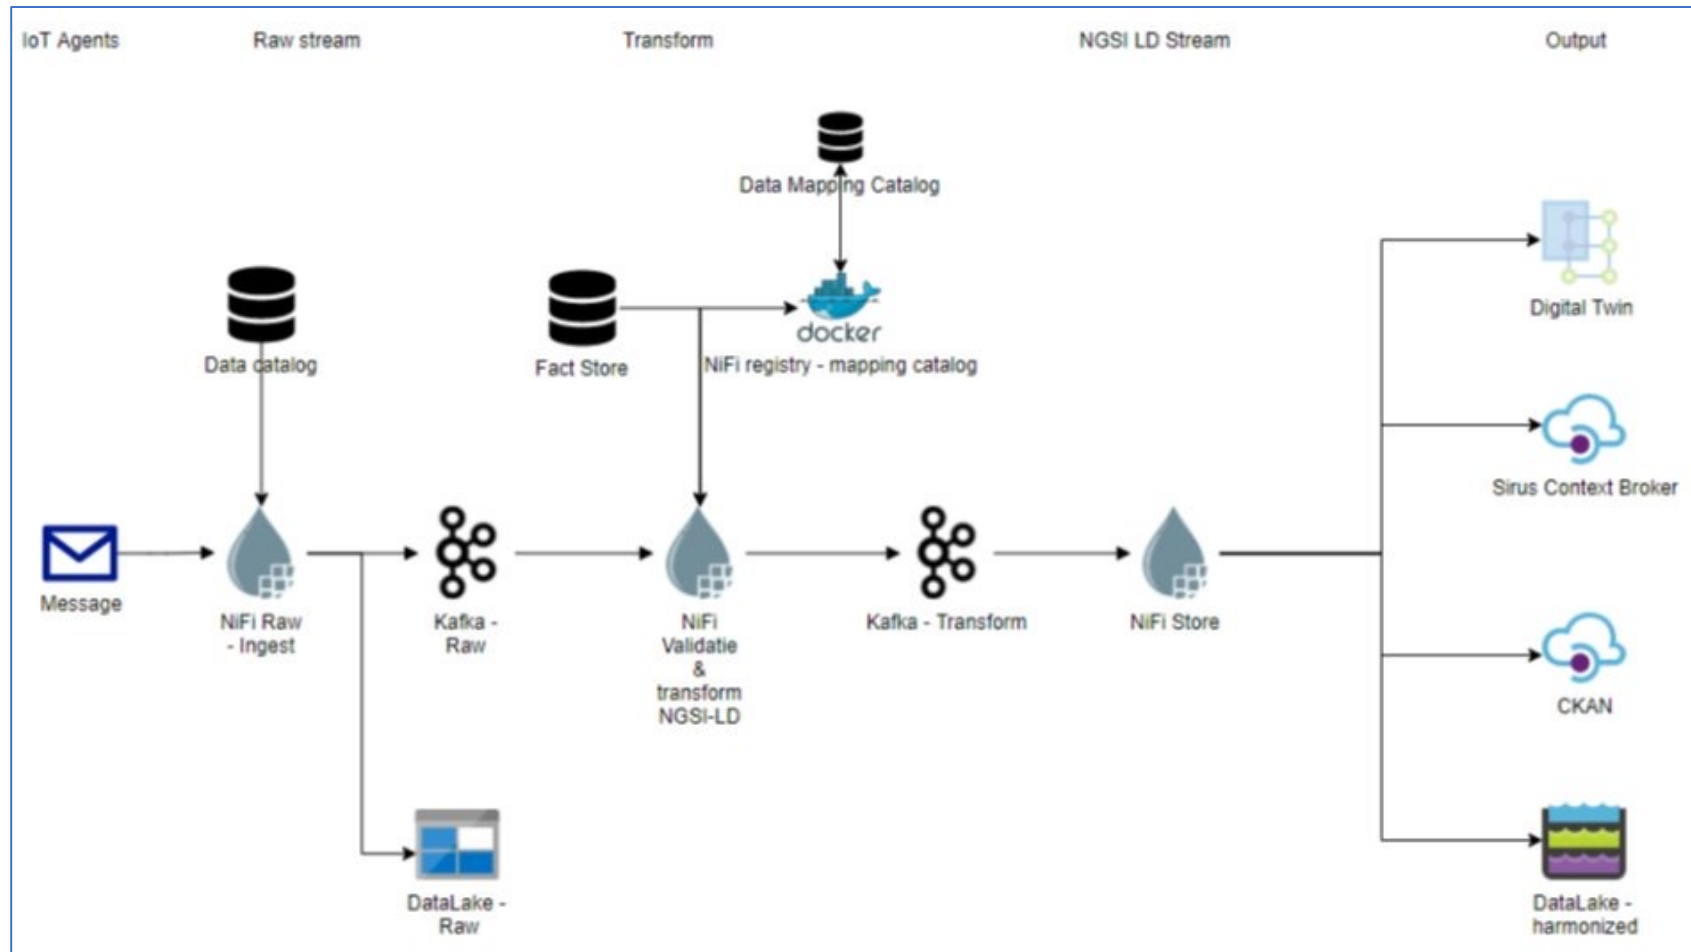 IoT Agents
Raw stream
Transform
NGSI LD Stream
Output
Data Mapping Catalog
docker
NiFi registry - mapping catalog
Data catalog
Fact Store
Digital Twin
Sirus Context Broker
Message
NiFi Raw
- Ingest
Kafka -
Raw
NiFi
Validatie
&
transform
NGSI-LD
Kafka - Transform
NiFi Store
CKAN
DataLake -
Raw
DataLake -
harmonized